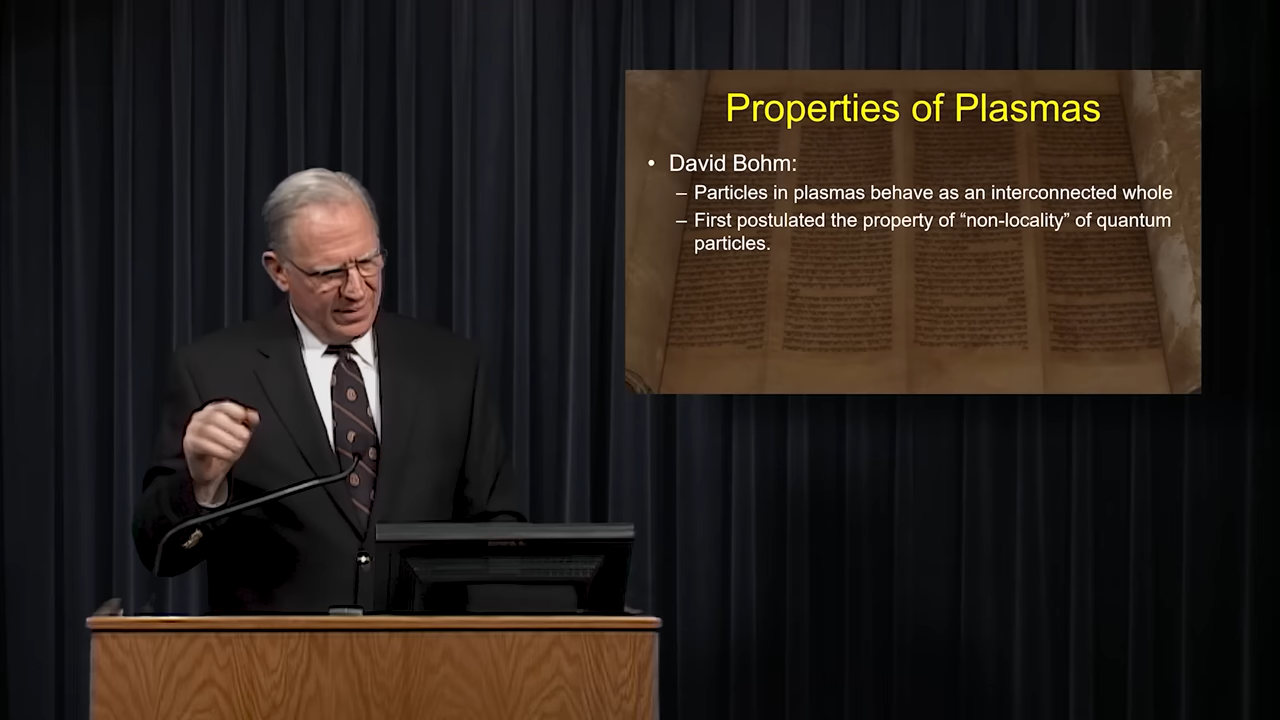 Properties of Plasmas
• David Bohm:
– Particles in plasmas behave as an interconnected whole
– First postulated the property of “non-locality” of quantum
particles.